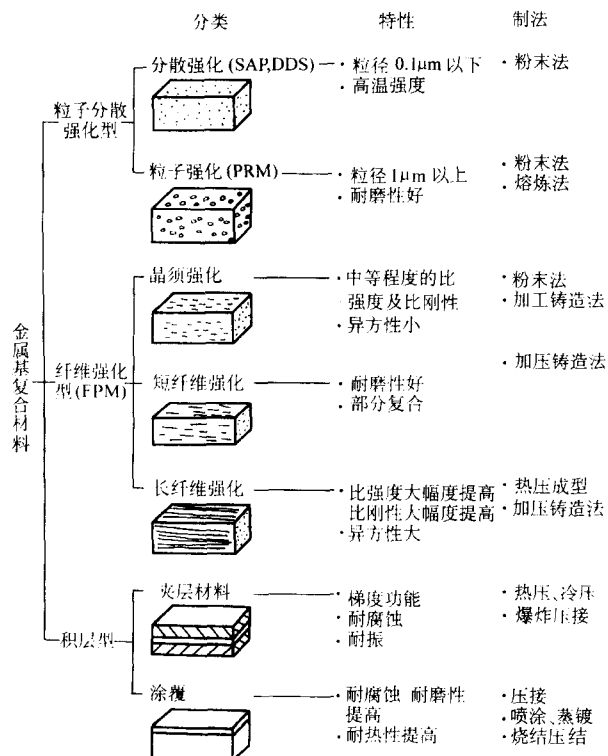 分类 特性 制法
分散强化 (SAP,DDS) ·粒径 0.1μm 以下 ·粉末法
·高温强度
粒子分散
强化型
粒子强化 (PRM) ·粒径 1μm 以上 ·粉末法
·耐磨性好 ·熔炼法
晶须强化 ·中等程度的比 ·粉末法
强度及比刚性 ·加工铸造法
·异方性小
·加压铸造法
金属基复合材料
纤维强化
型(FPM)
短纤维强化 ·耐磨性好
·部分复合
长纤维强化 ·比强度大幅度提高 ·热压成型
比刚性大幅度提高 ·加压铸造法
·异方性大
夹层材料 ·梯度功能 ·热压、冷压
·耐腐蚀 ·爆炸压接
积层型 ·耐振
涂覆 ·耐腐蚀 耐磨性 ·压接
提高 ·喷涂、蒸镀
·耐热性提高 ·烧结压结